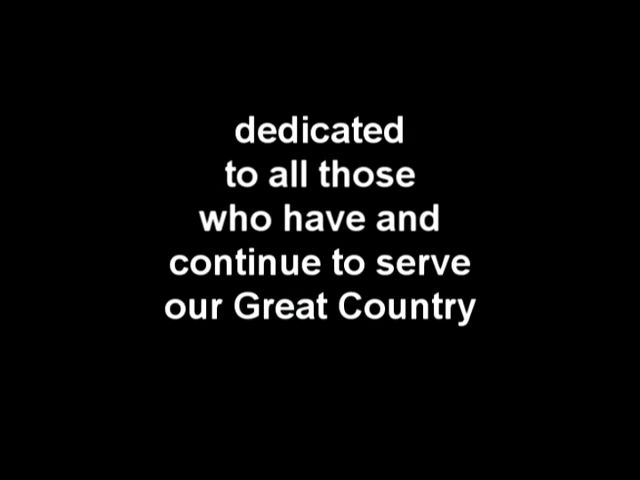 dedicated
to all those
who have and
continue to serve
our Great Country